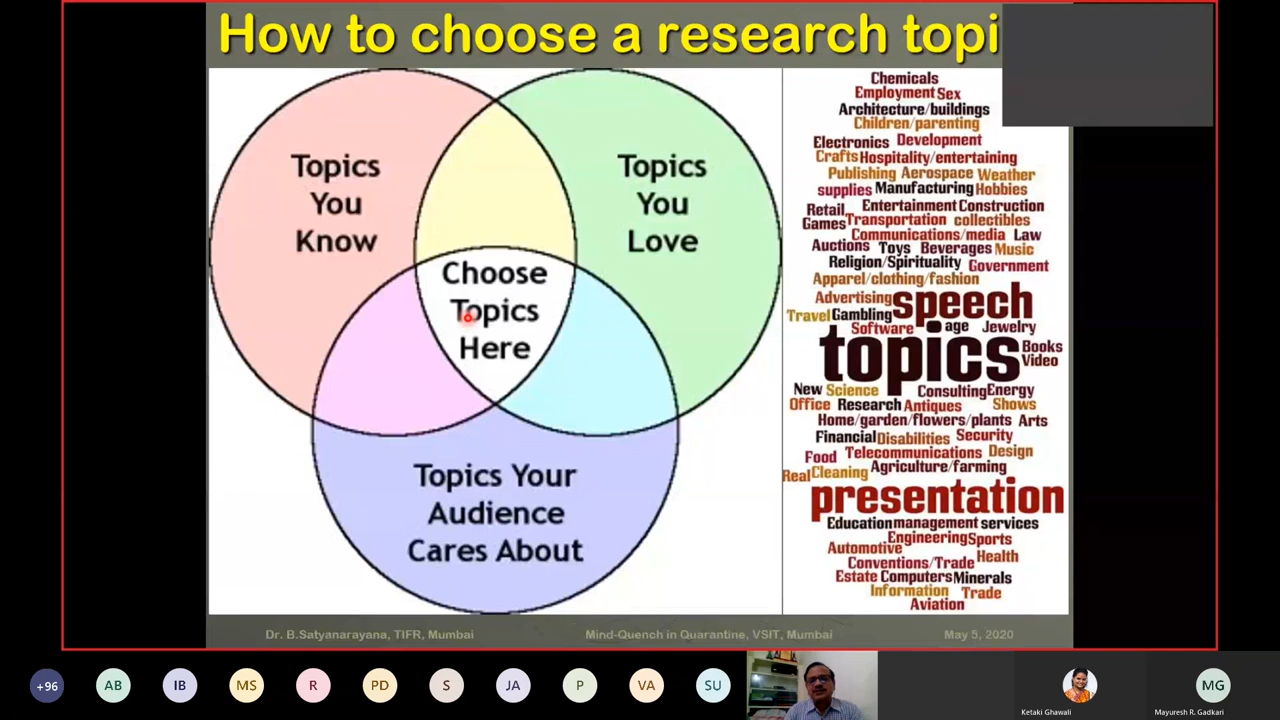 How to choose a research topi
Topics
You
Know
Topics
You
Love
Choose
Topics
Here
Topics Your
Audience
Cares About
Chemicals
Employment Sex
Architecture/buildings
Children/parenting
Electronics Development
Crafts Hospitality/entertaining
Publishing Aerospace Weather
supplies Manufacturing Hobbies
Retail Entertainment Construction
Games Transportation collectibles
Communications/media Law
Auctions Toys Beverages Music
Religion/Spirituality Government
Apparel/clothing/fashion
Advertising speech
Travel Gambling
Software age Jewelry
topics Books
Video
New Science Consulting Energy
Office Research Antiques Shows
Home/garden/flowers/plants Arts
Financial Disabilities Security
Food Telecommunications Design
Real Cleaning Agriculture/farming
presentation
Education management services
Engineering Sports
Automotive Health
Conventions/Trade
Estate Computers Minerals
Information Trade
Aviation
Dr. B.Satyanarayana, TIFR, Mumbai Mind-Quench in Quarantine, VSIT, Mumbai May 5, 2020
+96 AB IB MS R PD S JA P VA SU MG
Ketaki Ghawali Mayuresh R. Gadkari